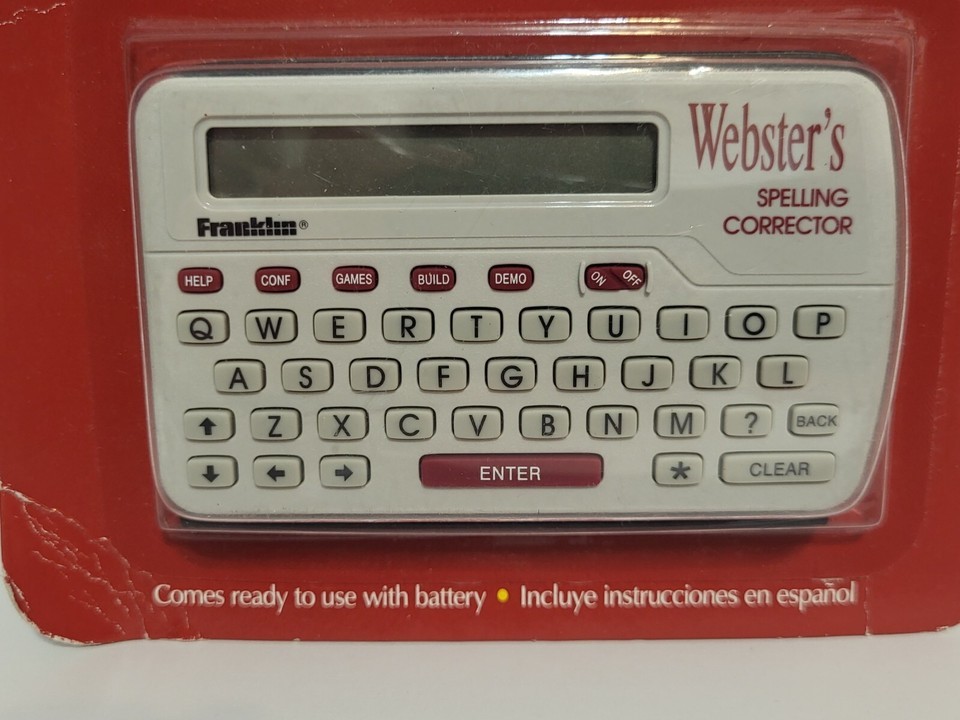 Webster's
SPELLING
CORRECTOR
Franklin®
HELP CONF GAMES BUILD DEMO ON OFF
Q W E R T Y U I O P
A S D F G H J K L
Z X C V B N M ? BACK
ENTER * CLEAR
Comes ready to use with battery • Incluye instrucciones en español